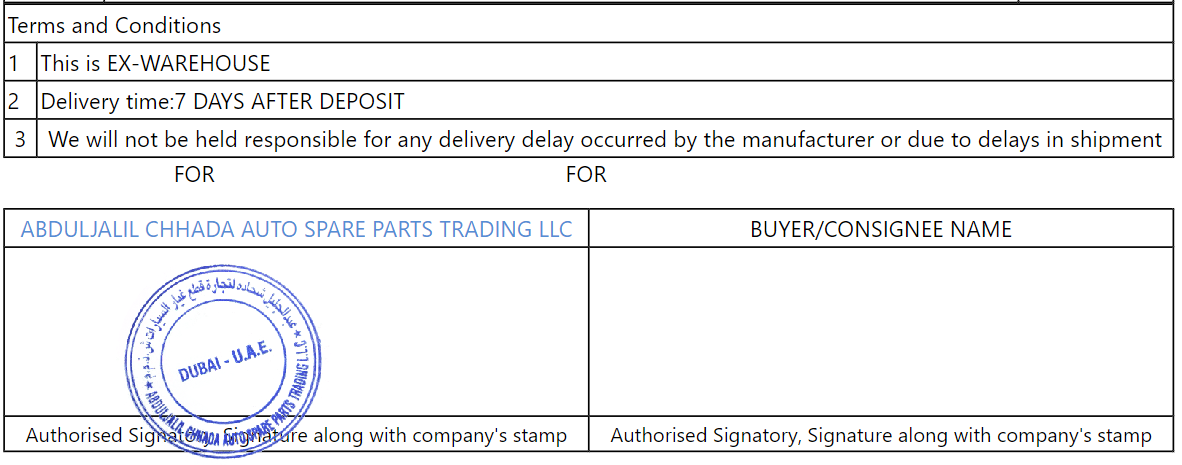 Terms and Conditions
1 This is EX-WAREHOUSE
2 Delivery time:7 DAYS AFTER DEPOSIT
3 We will not be held responsible for any delivery delay occurred by the manufacturer or due to delays in shipment
FOR FOR
ABDULJALIL CHHADA AUTO SPARE PARTS TRADING LLC BUYER/CONSIGNEE NAME
عبدالجليل شحاده لتجارة قطع غيار السيارات ش.ذ.م.م
DUBAI - U.A.E.
ABDULJALIL CHHADA AUTO SPARE PARTS TRADING L.L.C
Authorised Signatory, Signature along with company's stamp Authorised Signatory, Signature along with company's stamp